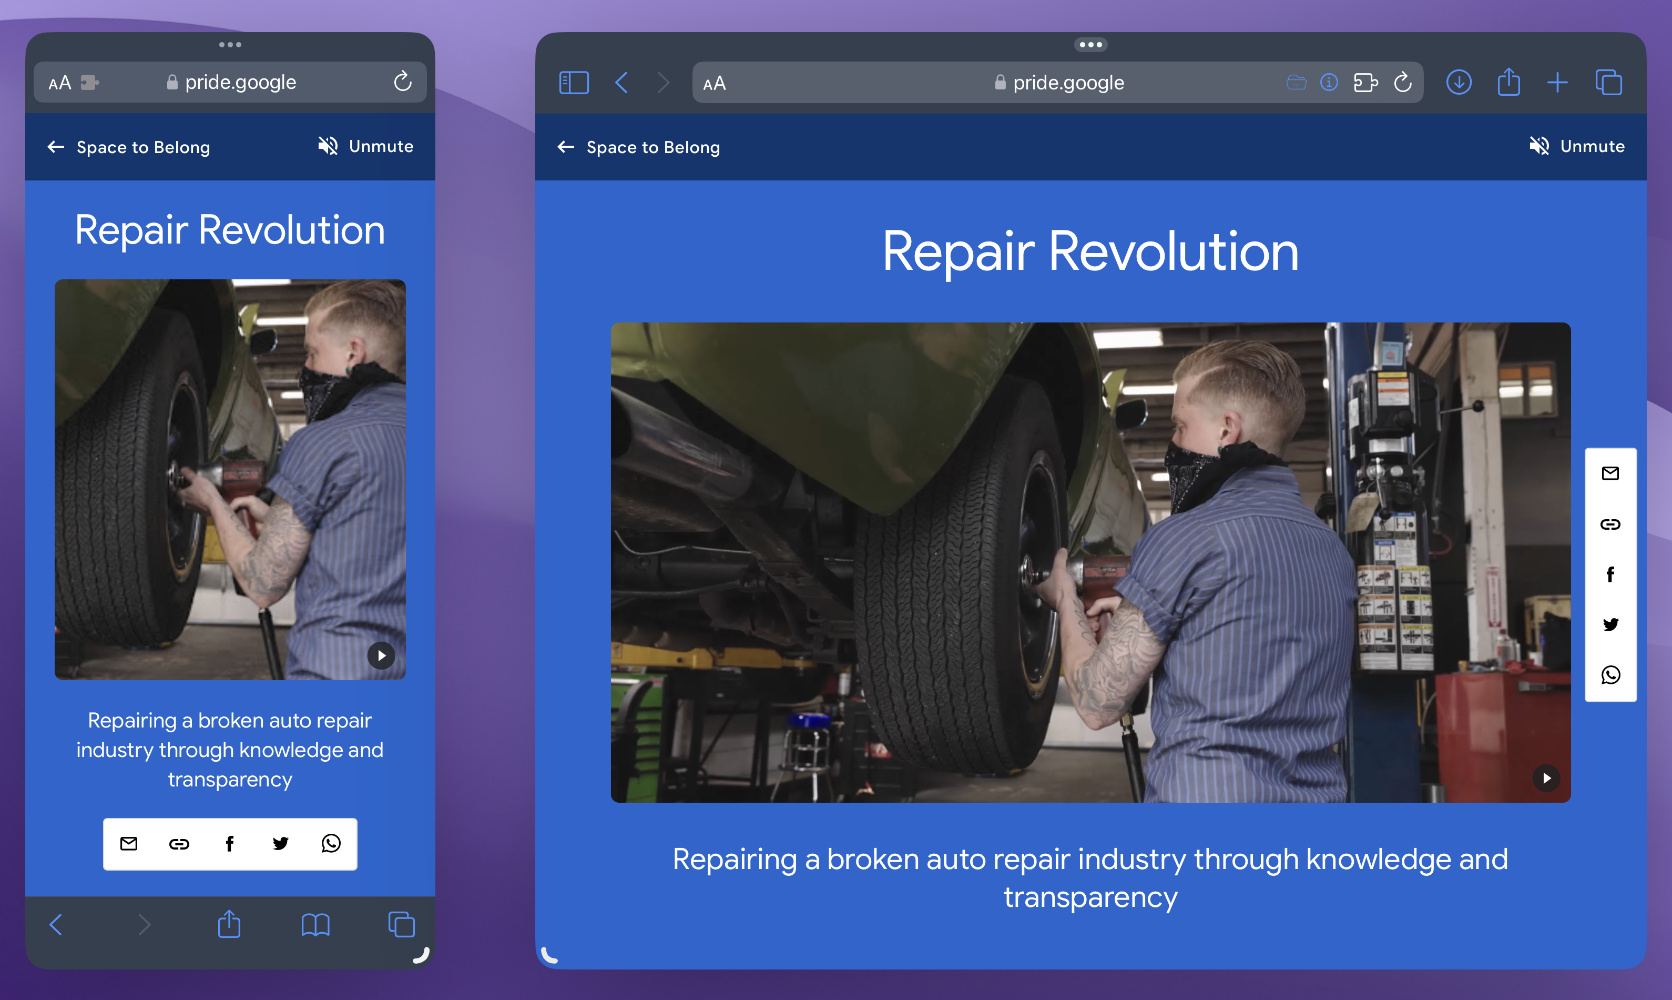 AA
pride.google
Space to Belong
Unmute
Repair Revolution
Repairing a broken auto repair
industry through knowledge and
transparency
AA
pride.google
Space to Belong
Unmute
Repair Revolution
Repairing a broken auto repair industry through knowledge and
transparency